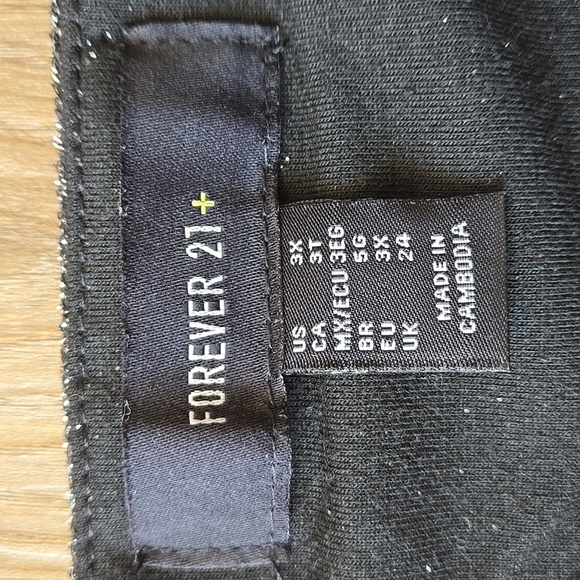 FOREVER 21+
US 3X
CA 3T
MX/ECU 3EG
BR 5G
EU 3X
UK 24
MADE IN
CAMBODIA